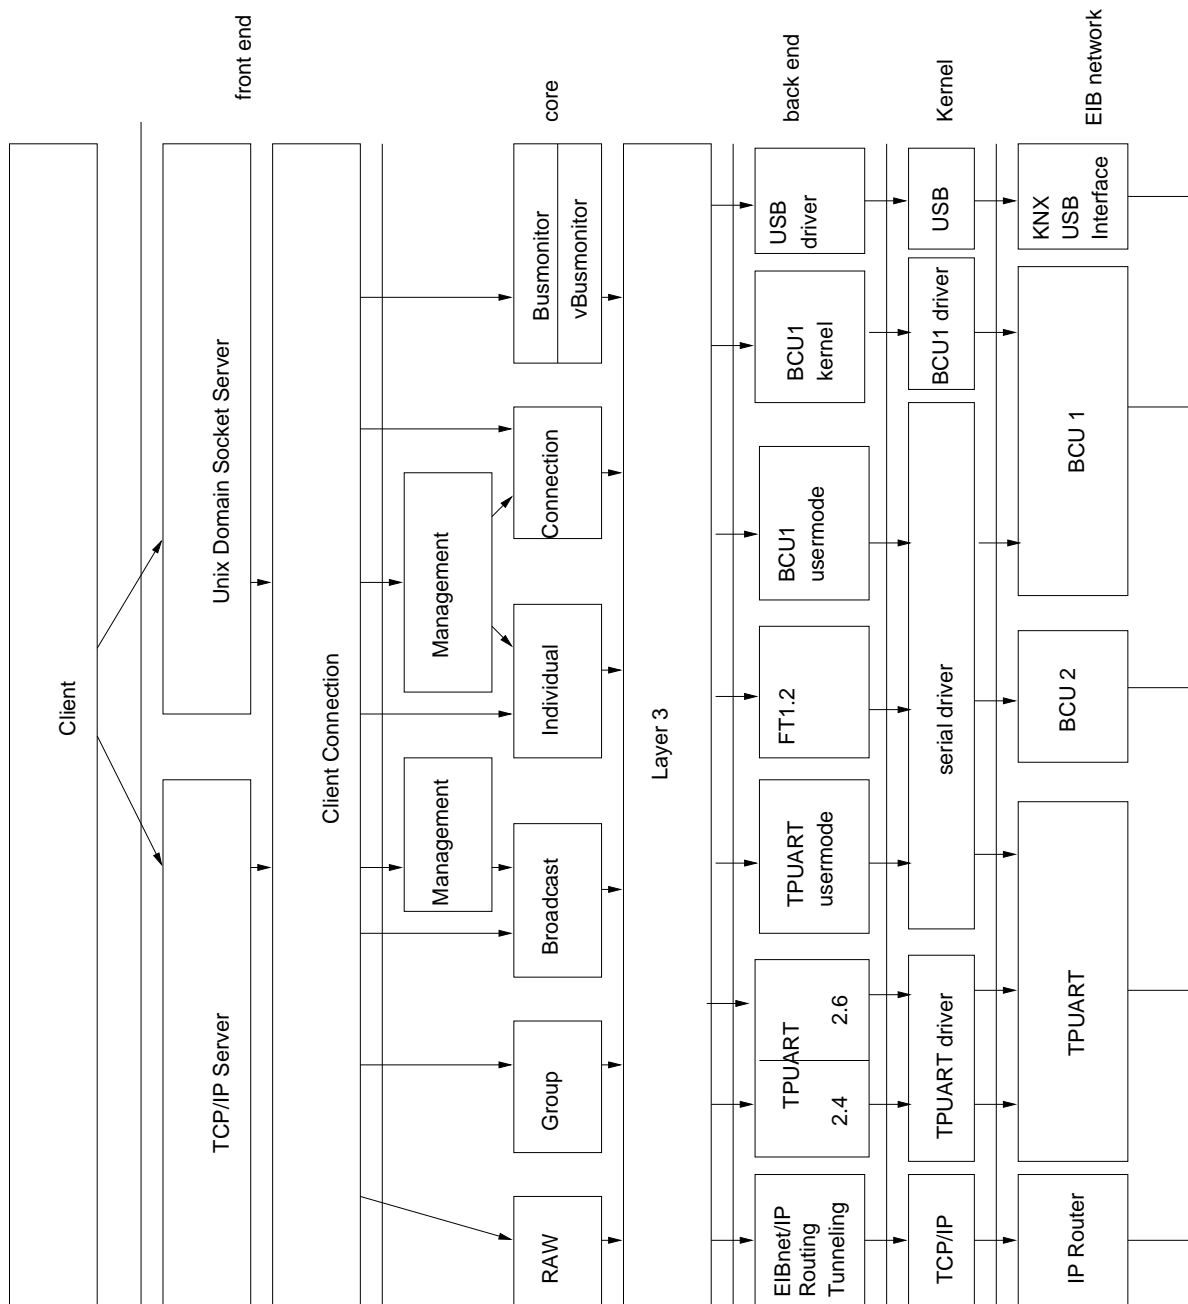 Client
front end
TCP/IP Server
Unix Domain Socket Server
Client Connection
Management
Management
core
RAW
Group
Broadcast
Individual
Connection
Busmonitor
vBusmonitor
Layer 3
back end
EIBnet/IP
Routing
Tunneling
TPUART
2.4
2.6
TPUART
usermode
FT1.2
BCU1
usermode
BCU1
kernel
USB
driver
Kernel
TCP/IP
TPUART driver
serial driver
BCU1 driver
USB
EIB network
IP Router
TPUART
BCU 2
BCU 1
KNX
USB
Interface